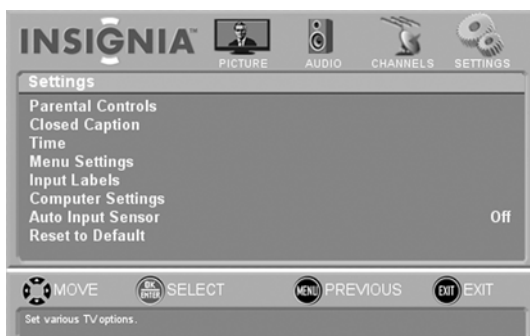 INSIGNIA™
PICTURE AUDIO CHANNELS SETTINGS
Settings
Parental Controls
Closed Caption
Time
Menu Settings
Input Labels
Computer Settings
Auto Input Sensor Off
Reset to Default
MOVE OK ENTER SELECT MENU PREVIOUS EXIT EXIT
Set various TV options.